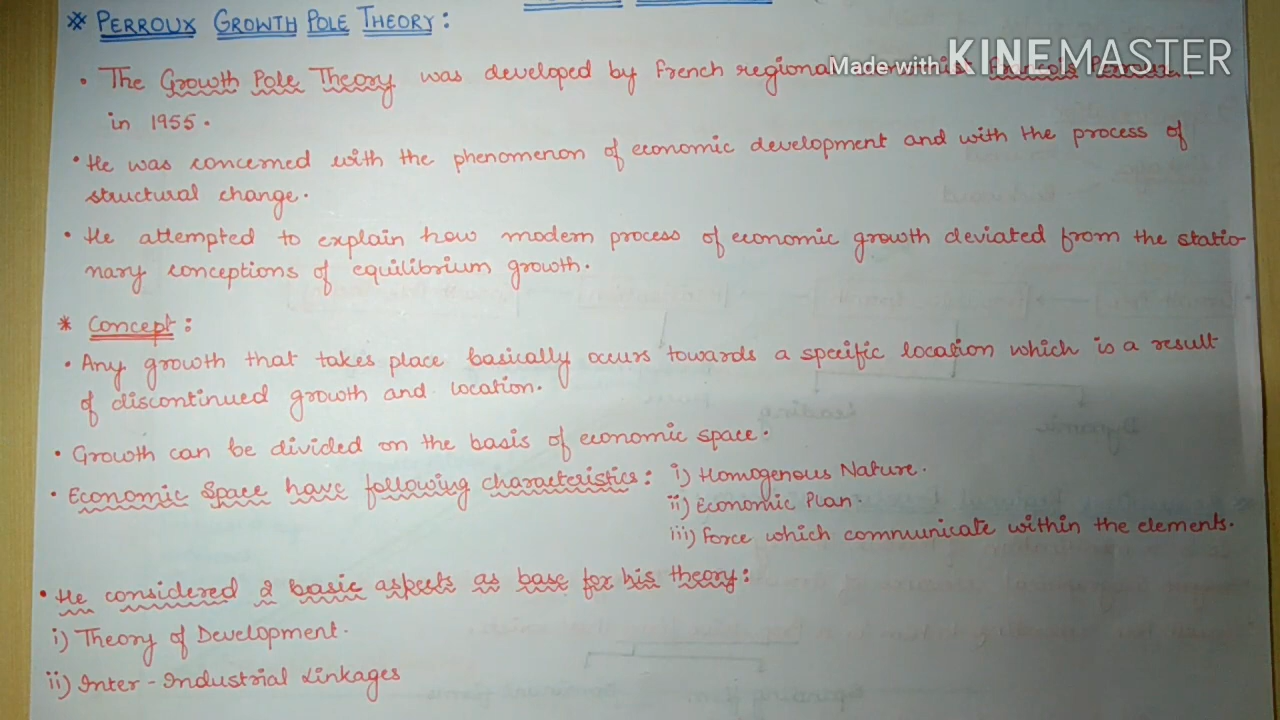 * PERROUX GROWTH POLE THEORY:
• The Growth Pole Theory was developed by French regional
Made with KINEMASTER
in 1955.
• He was concerned with the phenomenon of economic development and with the process of
structural change.
• He attempted to explain how modern process of economic growth deviated from the statio-
nary conceptions of equilibrium growth.
* Concept:
• Any growth that takes place basically occurs towards a specific location which is a result
of discontinued growth and location.
• Growth can be divided on the basis of economic space.
• Economic Space have following characteristics: i) Homogenous Nature.
ii) Economic Plan
iii) Force which communicate within the elements.
• He considered 2 basic aspects as base for his theory:
i) Theory of Development.
ii) Inter-Industrial Linkages